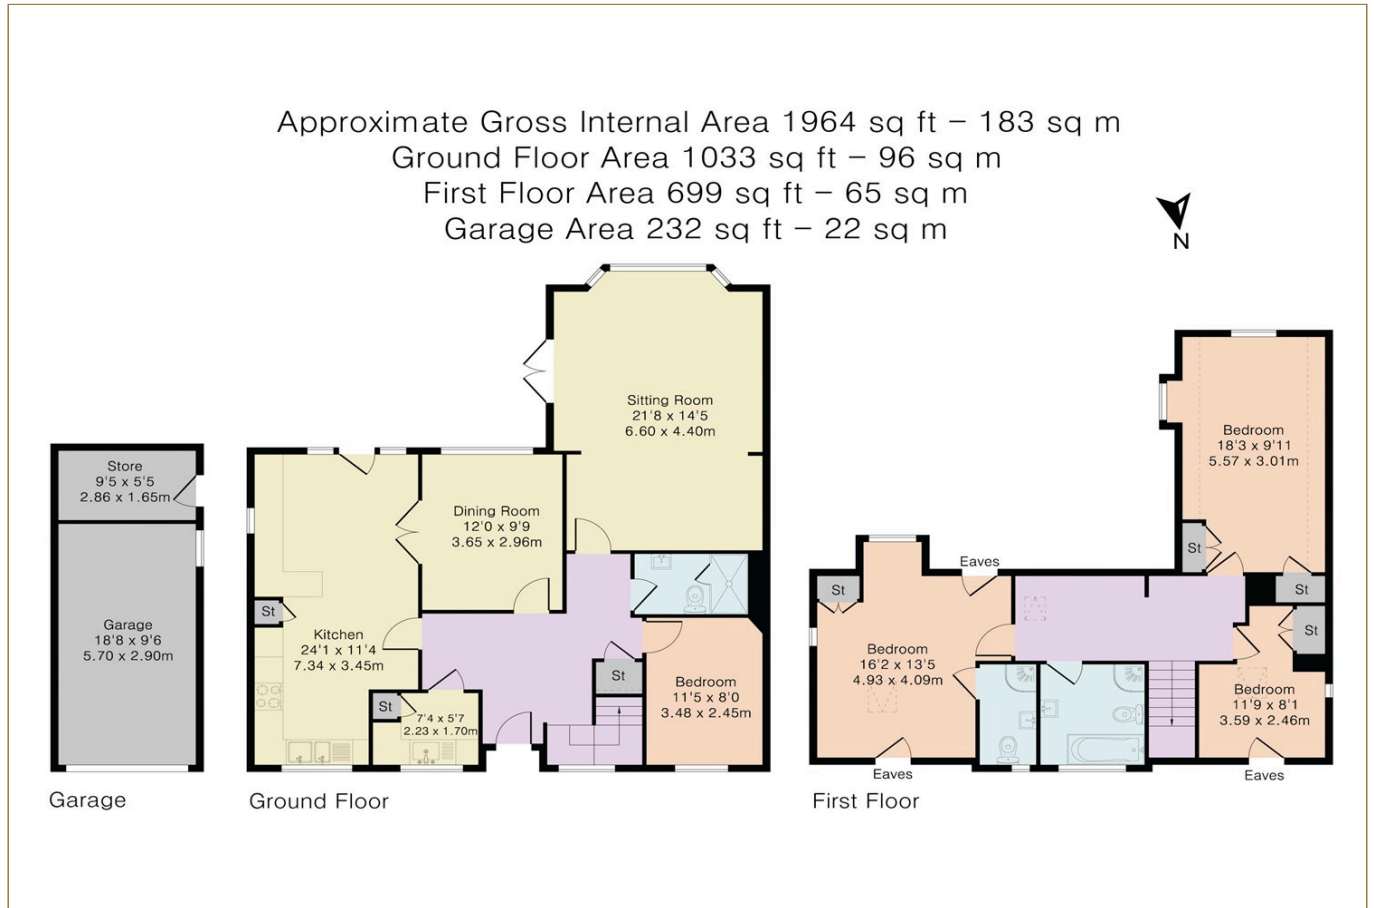 Approximate Gross Internal Area 1964 sq ft – 183 sq m
Ground Floor Area 1033 sq ft – 96 sq m
First Floor Area 699 sq ft – 65 sq m
Garage Area 232 sq ft – 22 sq m
N
Store
9'5 x 5'5
2.86 x 1.65m
Garage
18'8 x 9'6
5.70 x 2.90m
Garage
Sitting Room
21'8 x 14'5
6.60 x 4.40m
Dining Room
12'0 x 9'9
3.65 x 2.96m
St
Kitchen
24'1 x 11'4
7.34 x 3.45m
St
7'4 x 5'7
2.23 x 1.70m
St
Bedroom
11'5 x 8'0
3.48 x 2.45m
Ground Floor
Bedroom
18'3 x 9'11
5.57 x 3.01m
St
St
Eaves
St
Bedroom
16'2 x 13'5
4.93 x 4.09m
St
Bedroom
11'9 x 8'1
3.59 x 2.46m
Eaves
Eaves
First Floor